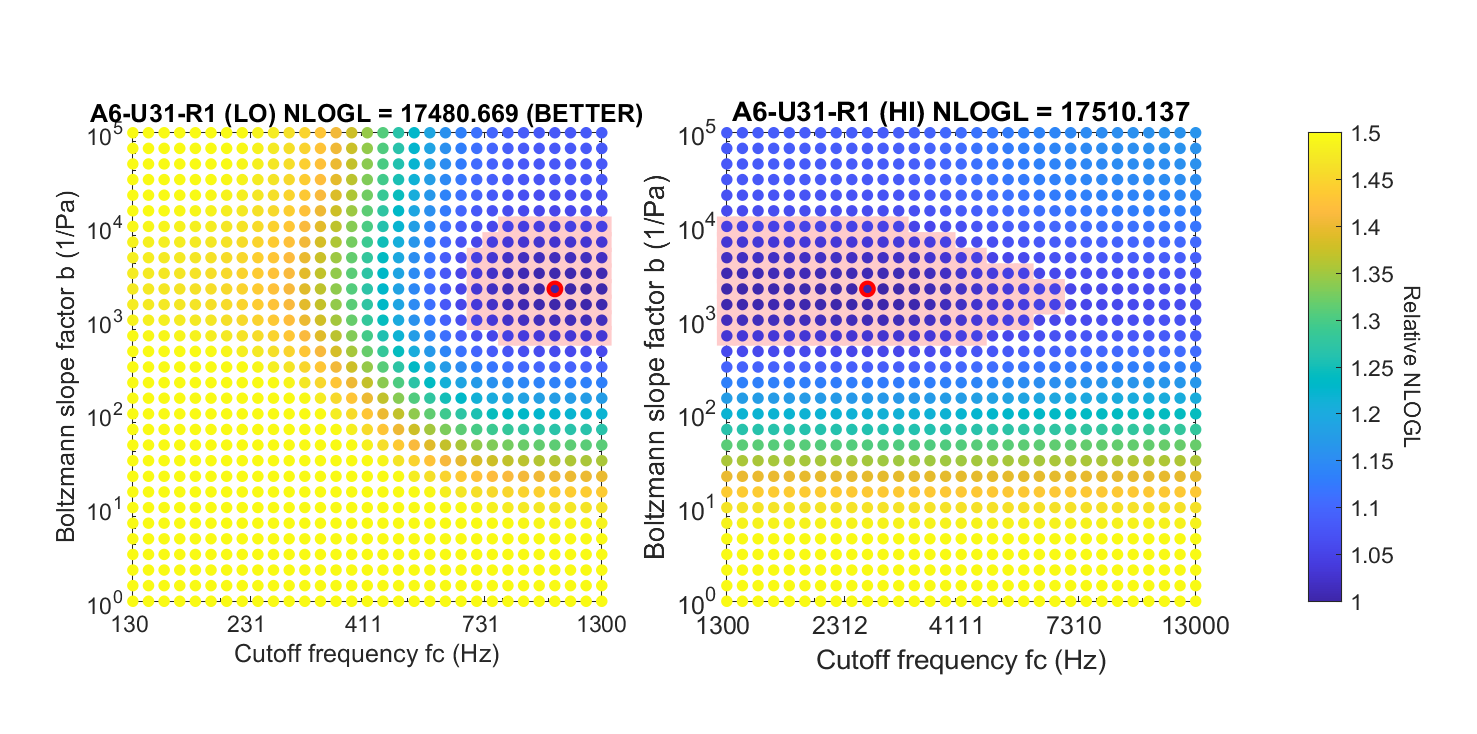 A6-U31-R1 (LO) NLOGL = 17480.669 (BETTER)
Boltzmann slope factor b (1/Pa)
10^5
10^4
10^3
10^2
10^1
10^0
130 231 411 731 1300
Cutoff frequency fc (Hz)
A6-U31-R1 (HI) NLOGL = 17510.137
Boltzmann slope factor b (1/Pa)
10^5
10^4
10^3
10^2
10^1
10^0
1300 2312 4111 7310 13000
Cutoff frequency fc (Hz)
1.5
1.45
1.4
1.35
1.3
1.25
1.2
1.15
1.1
1.05
1
Relative NLOGL